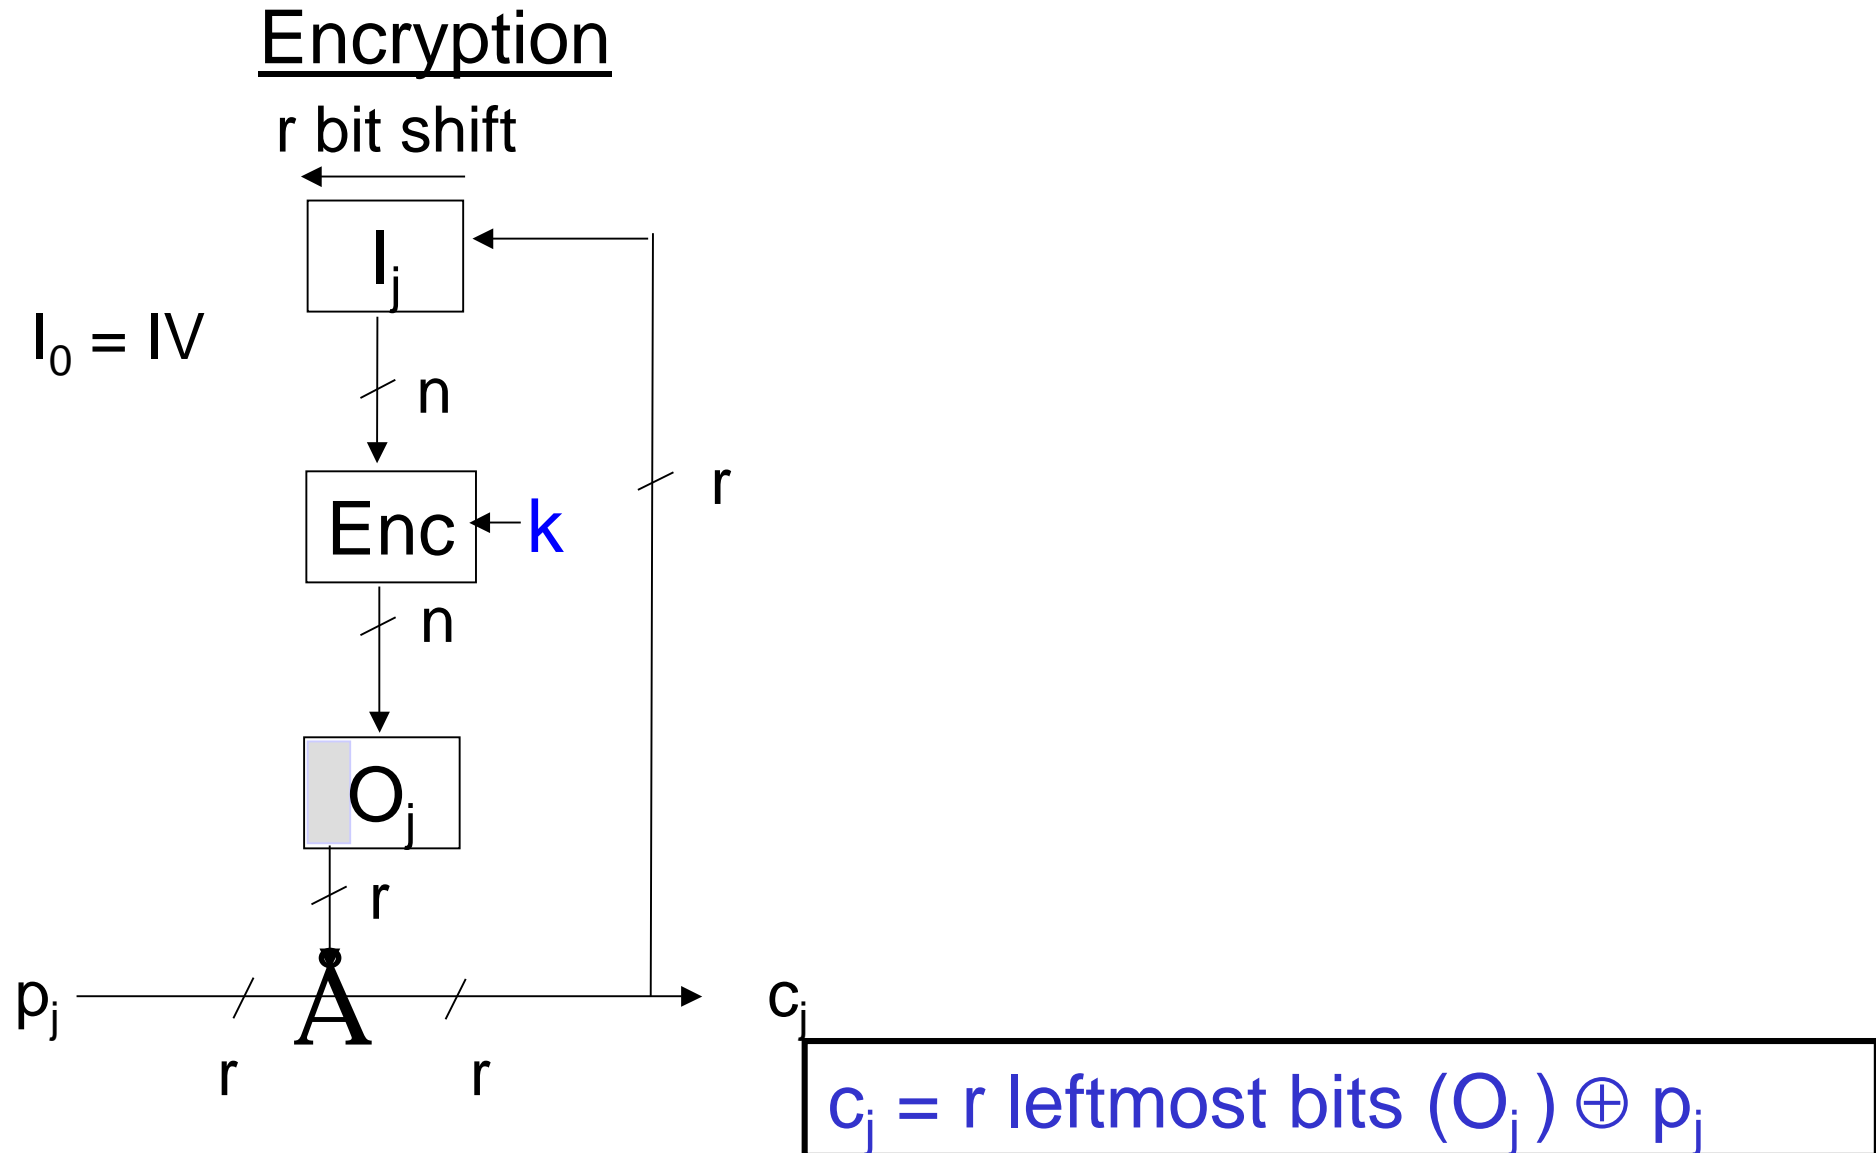 Encryption
r bit shift
Iⱼ
I₀ = IV
n
r
Enc
k
n
Oⱼ
r
pⱼ
Å
cⱼ
r
r
cⱼ = r leftmost bits (Oⱼ) ⊕ pⱼ